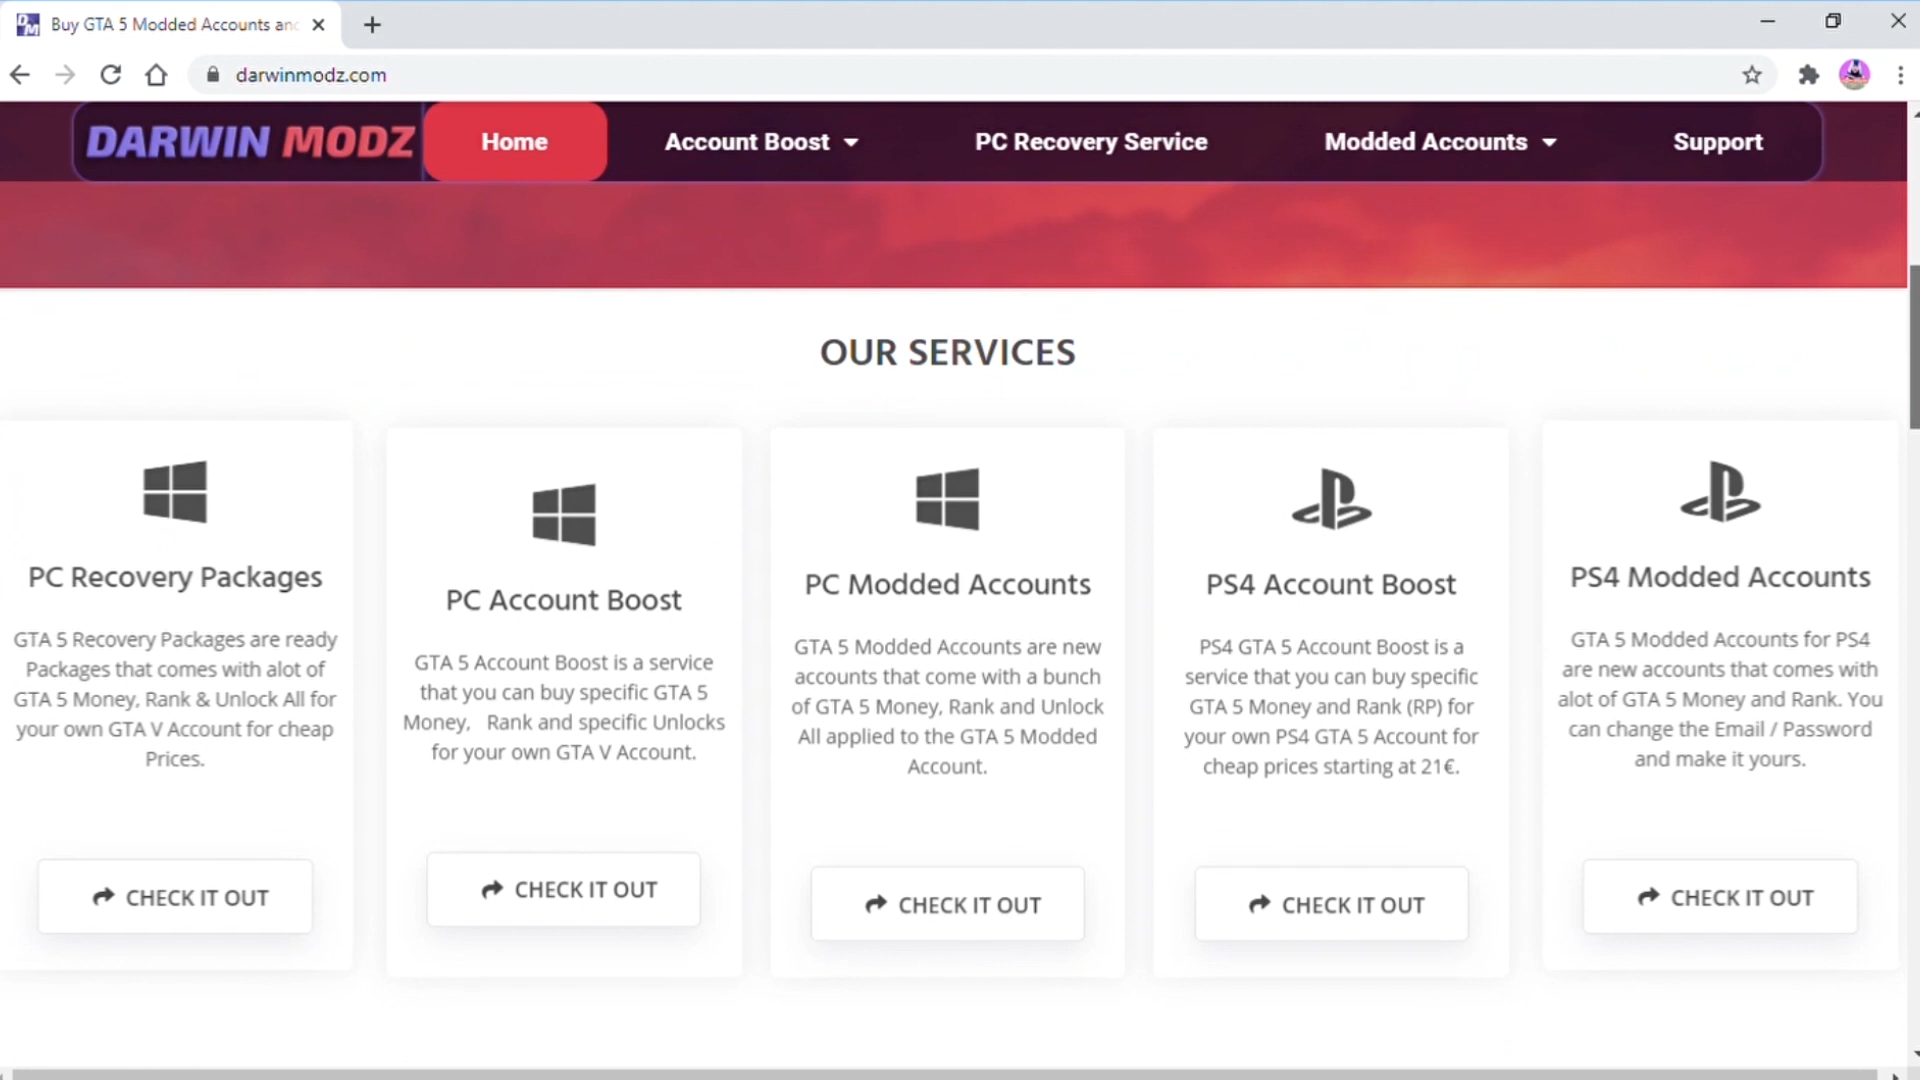 Buy GTA 5 Modded Accounts and
darwinmodz.com
DARWIN MODZ
Home
Account Boost
PC Recovery Service
Modded Accounts
Support
OUR SERVICES
PC Recovery Packages
GTA 5 Recovery Packages are ready
Packages that comes with alot of
GTA 5 Money, Rank & Unlock All for
your own GTA V Account for cheap
Prices.
CHECK IT OUT
PC Account Boost
GTA 5 Account Boost is a service
that you can buy specific GTA 5
Money, Rank and specific Unlocks
for your own GTA V Account.
CHECK IT OUT
PC Modded Accounts
GTA 5 Modded Accounts are new
accounts that come with a bunch
of GTA 5 Money, Rank and Unlock
All applied to the GTA 5 Modded
Account.
CHECK IT OUT
PS4 Account Boost
PS4 GTA 5 Account Boost is a
service that you can buy specific
GTA 5 Money and Rank (RP) for
your own PS4 GTA 5 Account for
cheap prices starting at 21€.
CHECK IT OUT
PS4 Modded Accounts
GTA 5 Modded Accounts for PS4
are new accounts that comes with
alot of GTA 5 Money and Rank. You
can change the Email / Password
and make it yours.
CHECK IT OUT